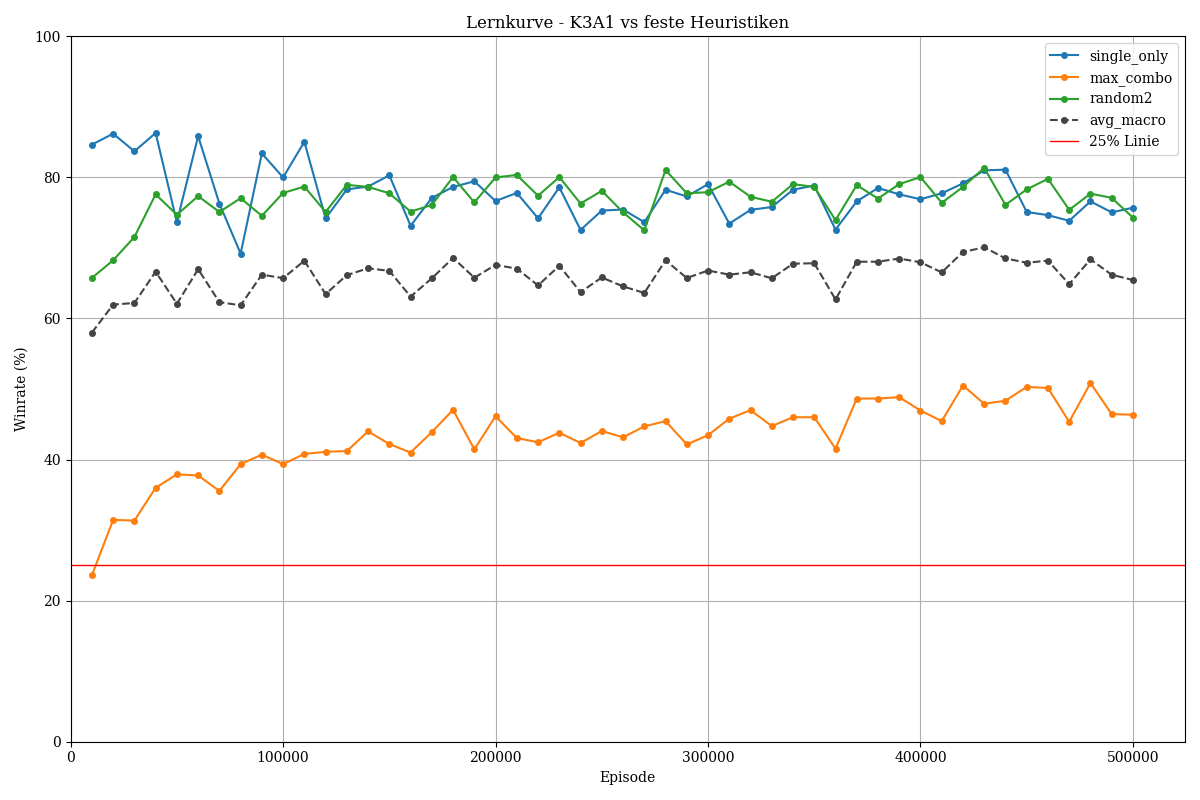 Lernkurve - K3A1 vs feste Heuristiken
100
80
60
40
20
0
Winrate (%)
single_only
max_combo
random2
avg_macro
25% Linie
0
100000
200000
300000
400000
500000
Episode